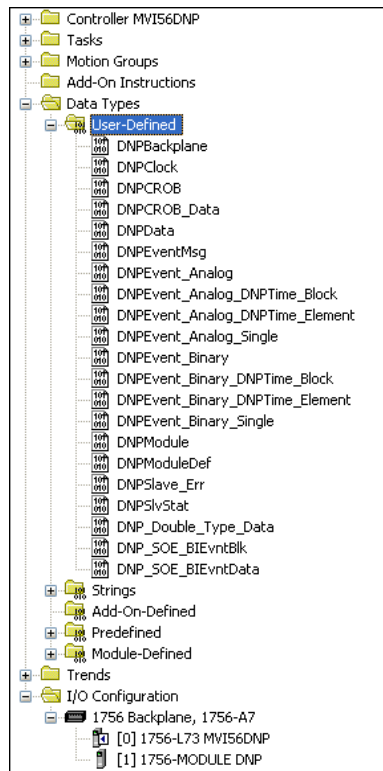 Controller MVI56DNP
Tasks
Motion Groups
Add-On Instructions
Data Types
User-Defined
DNPBackplane
DNPClock
DNPCROB
DNPCROB_Data
DNPData
DNPEventMsg
DNPEvent_Analog
DNPEvent_Analog_DNPTime_Block
DNPEvent_Analog_DNPTime_Element
DNPEvent_Analog_Single
DNPEvent_Binary
DNPEvent_Binary_DNPTime_Block
DNPEvent_Binary_DNPTime_Element
DNPEvent_Binary_Single
DNPModule
DNPModuleDef
DNPSlave_Err
DNPSlvStat
DNP_Double_Type_Data
DNP_SOE_BIEvntBlk
DNP_SOE_BIEvntData
Strings
Add-On-Defined
Predefined
Module-Defined
Trends
I/O Configuration
1756 Backplane, 1756-A7
[0] 1756-L73 MVI56DNP
[1] 1756-MODULE DNP